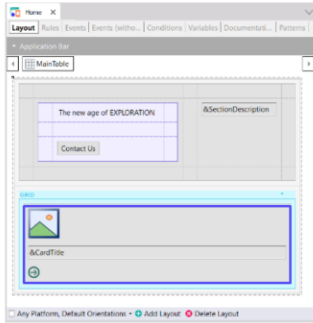 Home
Layout Rules Events Events (witho... Conditions Variables Documentati... Patterns
Application Bar
MainTable
The new age of EXPLORATION
&SectionDescription
Contact Us
&CardTitle
Any Platform, Default Orientations Add Layout Delete Layout